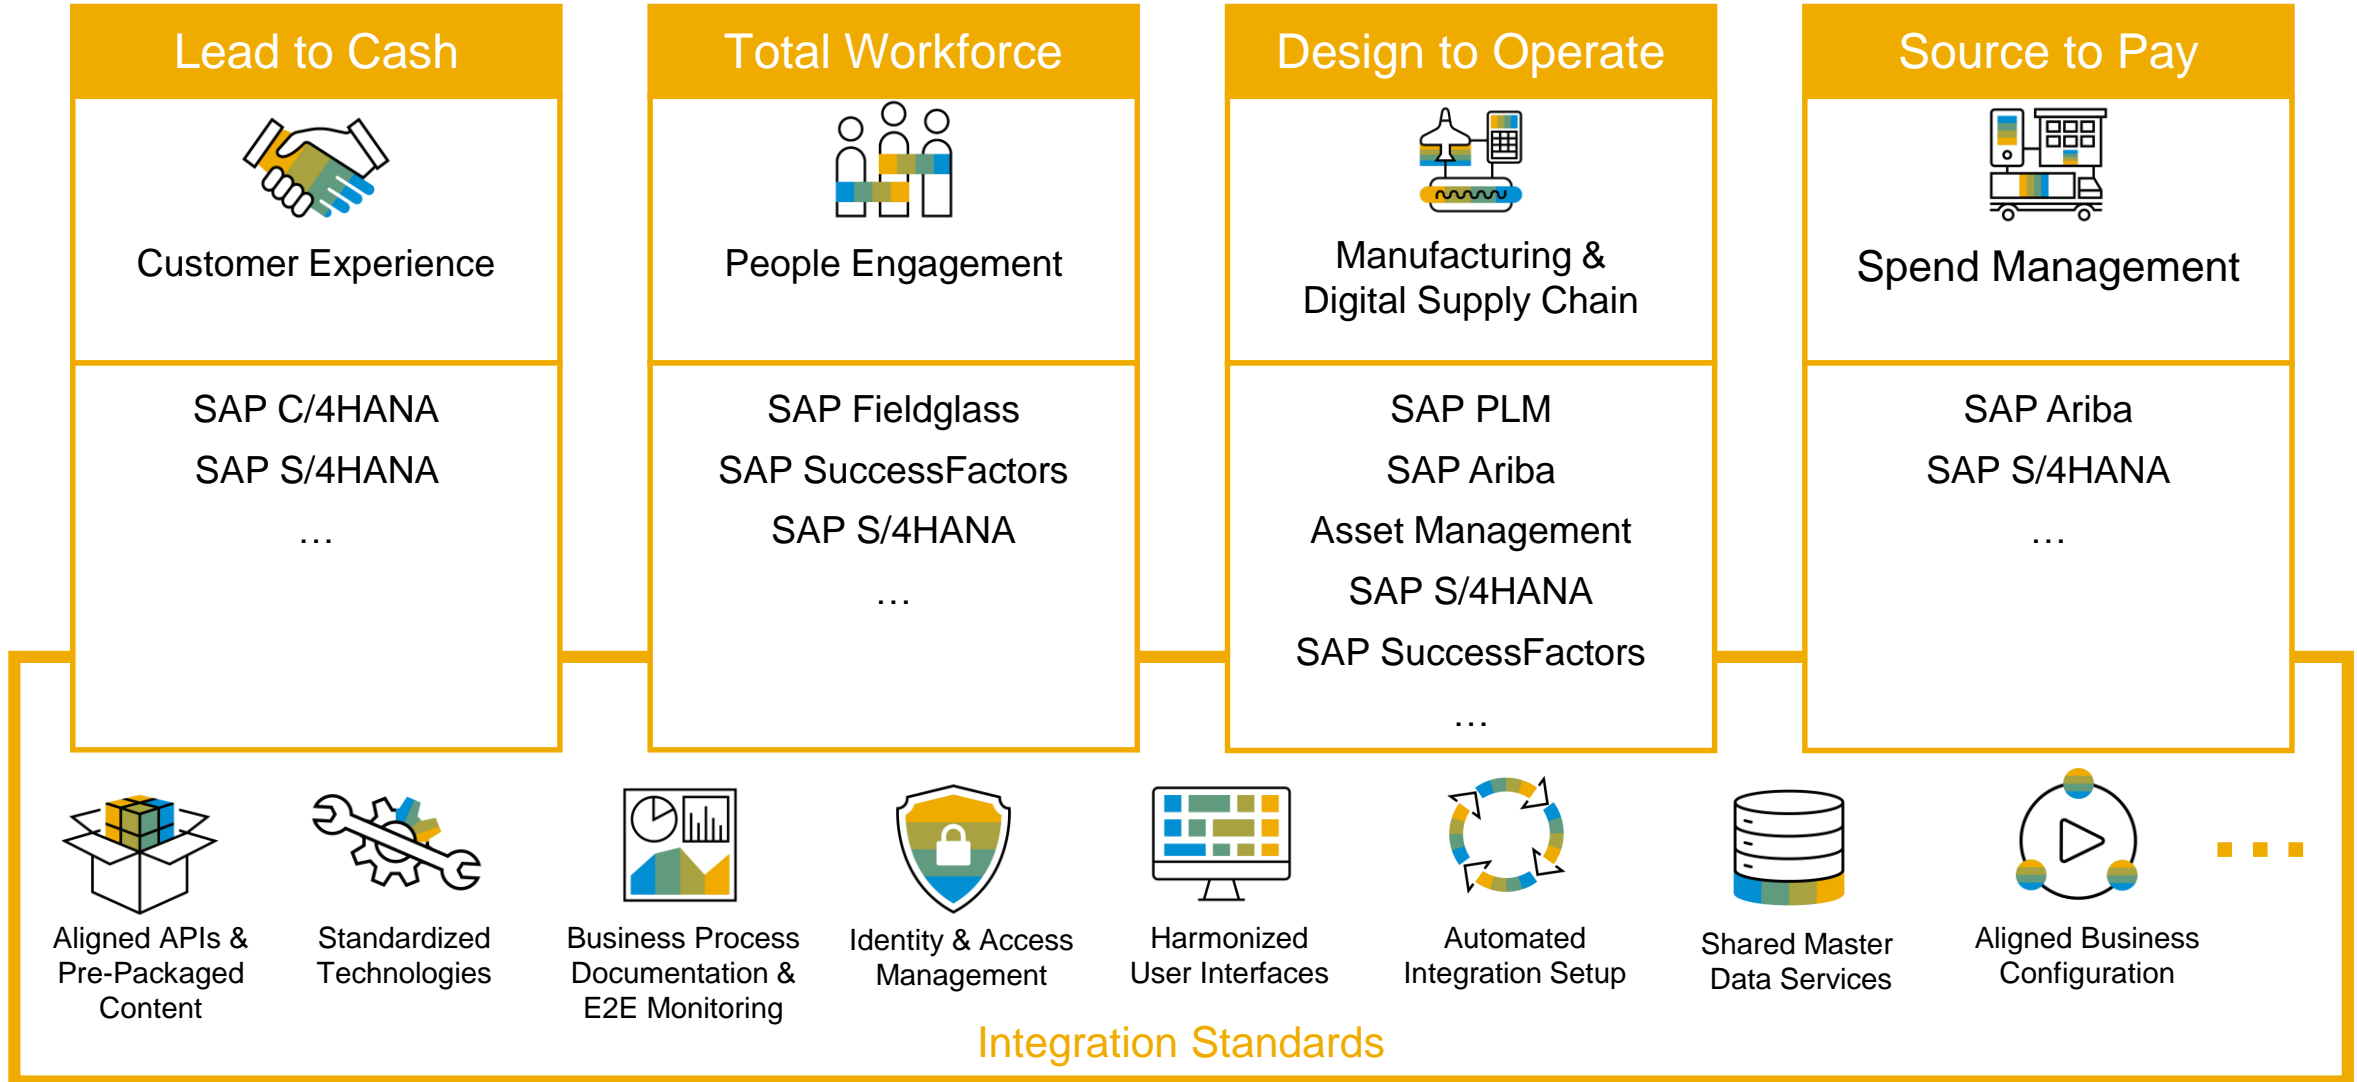 Lead to Cash
Customer Experience
SAP C/4HANA
SAP S/4HANA
…
Total Workforce
People Engagement
SAP Fieldglass
SAP SuccessFactors
SAP S/4HANA
…
Design to Operate
Manufacturing &
Digital Supply Chain
SAP PLM
SAP Ariba
Asset Management
SAP S/4HANA
SAP SuccessFactors
…
Source to Pay
Spend Management
SAP Ariba
SAP S/4HANA
…
Aligned APIs &
Pre-Packaged
Content
Standardized
Technologies
Business Process
Documentation &
E2E Monitoring
Identity & Access
Management
Harmonized
User Interfaces
Automated
Integration Setup
Shared Master
Data Services
Aligned Business
Configuration
…
Integration Standards